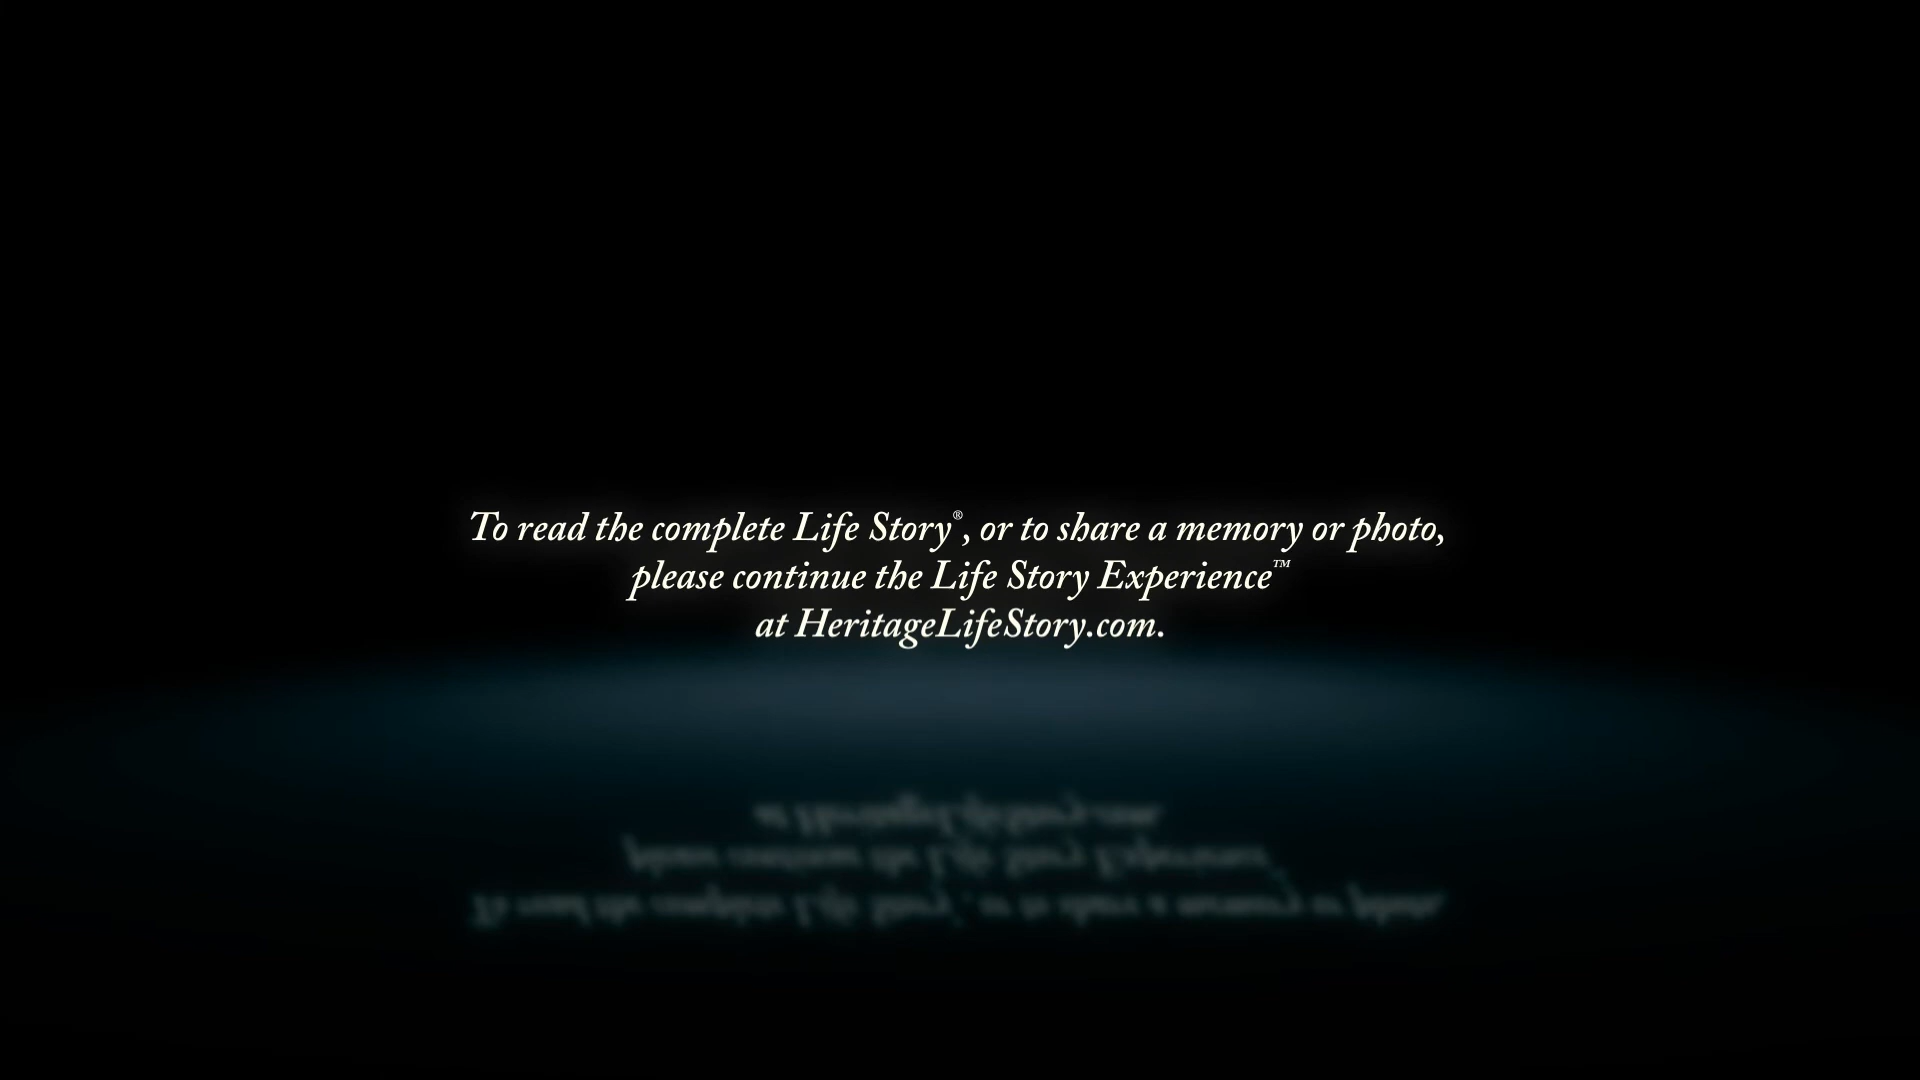 To read the complete Life Story®, or to share a memory or photo,
please continue the Life Story Experience™
at HeritageLifeStory.com.